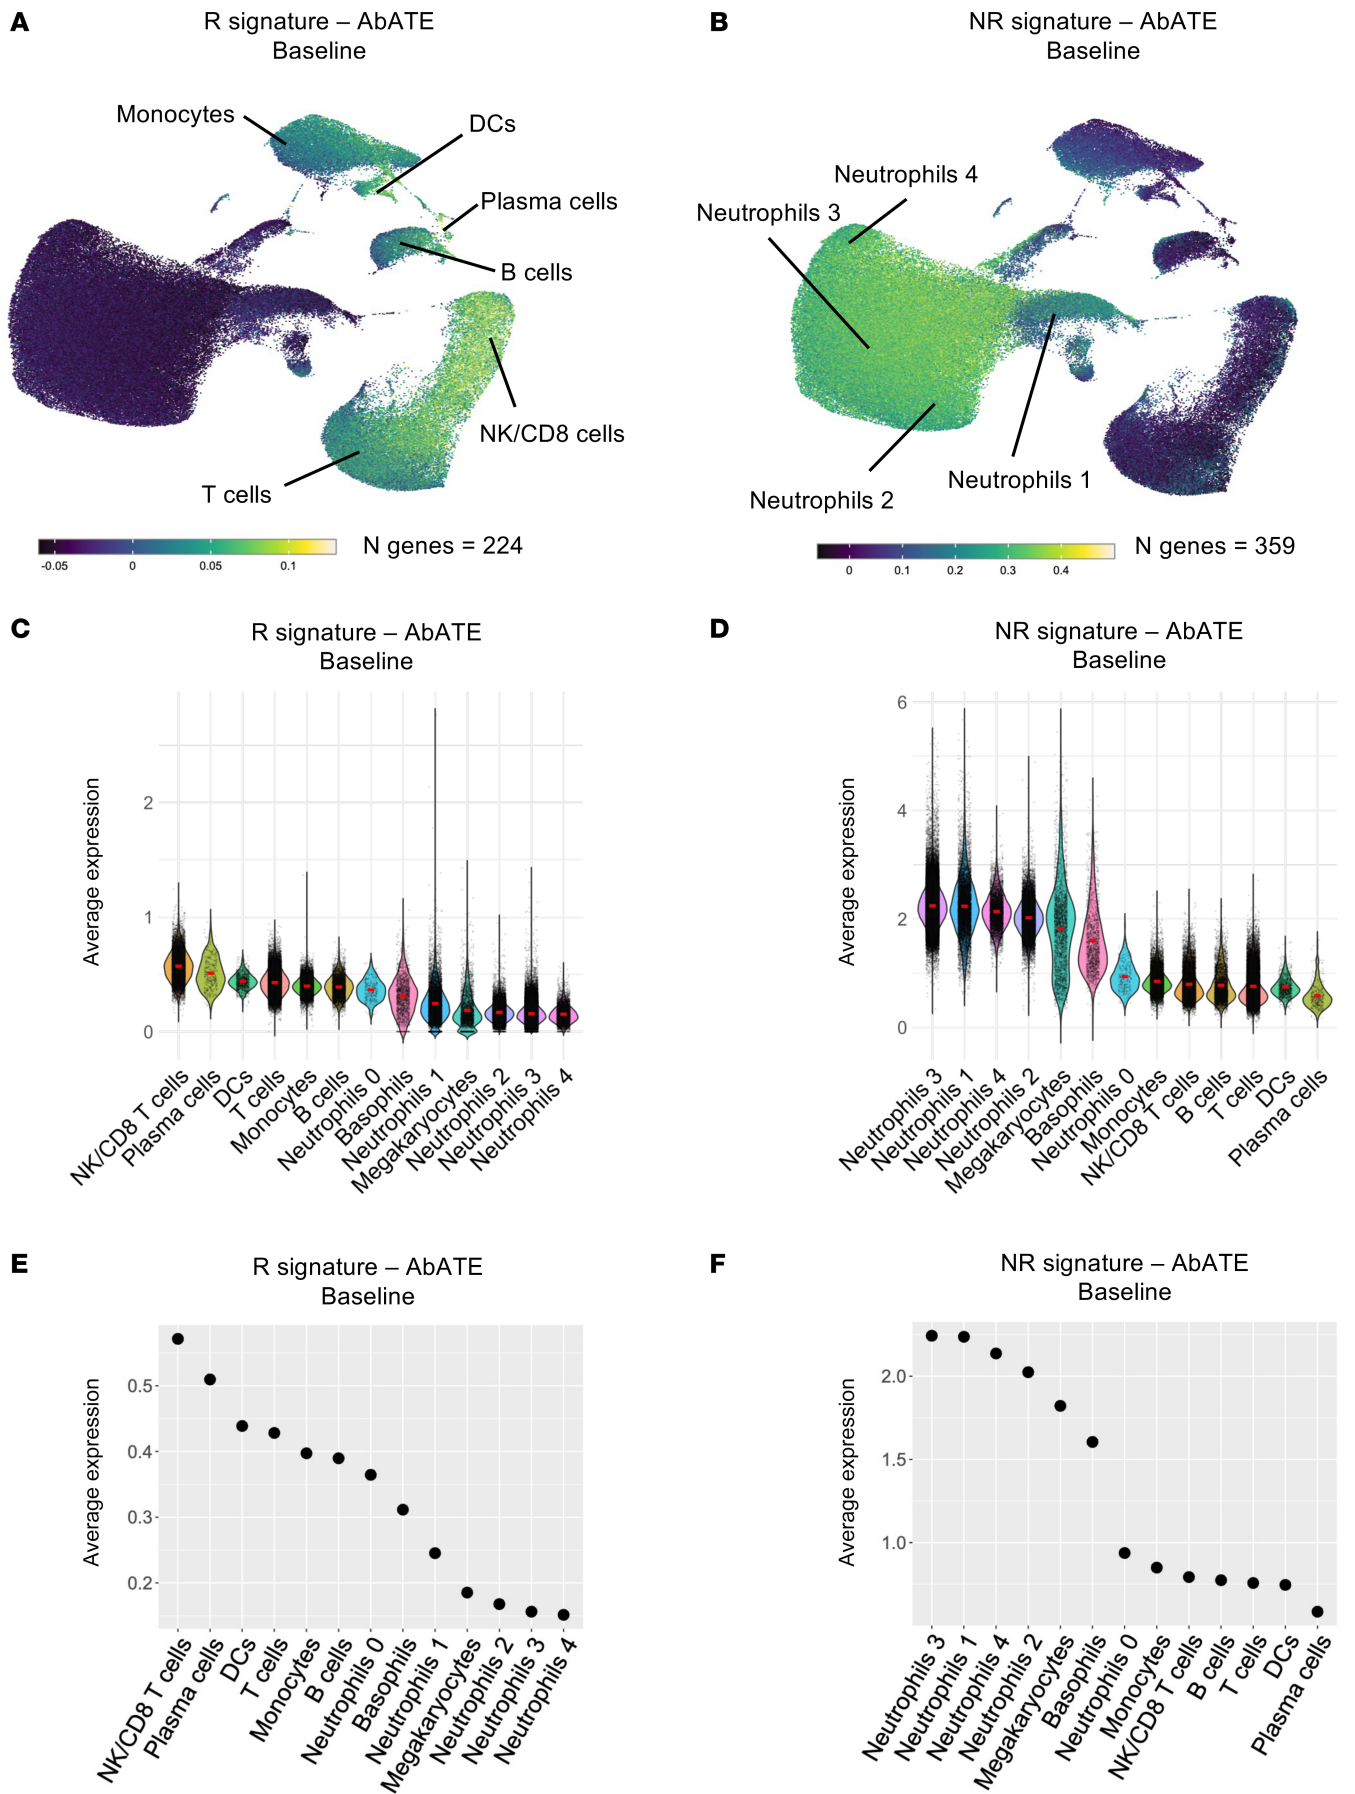 A
R signature – AbATE
Baseline
Monocytes
DCs
Plasma cells
B cells
NK/CD8 cells
T cells
-0.05 0 0.05 0.1
N genes = 224
B
NR signature – AbATE
Baseline
Neutrophils 4
Neutrophils 3
Neutrophils 1
Neutrophils 2
0 0.1 0.2 0.3 0.4
N genes = 359
C
R signature – AbATE
Baseline
Average expression
2
1
0
NK/CD8 T cells
Plasma cells
DCs
T cells
Monocytes
B cells
Neutrophils 0
Basophils
Neutrophils 1
Megakaryocytes
Neutrophils 2
Neutrophils 3
Neutrophils 4
D
NR signature – AbATE
Baseline
Average expression
6
4
2
0
Neutrophils 3
Neutrophils 1
Neutrophils 4
Neutrophils 2
Megakaryocytes
Basophils
Neutrophils 0
Monocytes
NK/CD8 T cells
B cells
T cells
DCs
Plasma cells
E
R signature – AbATE
Baseline
Average expression
0.5
0.4
0.3
0.2
NK/CD8 T cells
Plasma cells
DCs
T cells
Monocytes
B cells
Neutrophils 0
Basophils
Neutrophils 1
Megakaryocytes
Neutrophils 2
Neutrophils 3
Neutrophils 4
F
NR signature – AbATE
Baseline
Average expression
2.0
1.5
1.0
Neutrophils 3
Neutrophils 1
Neutrophils 4
Neutrophils 2
Megakaryocytes
Basophils
Neutrophils 0
Monocytes
NK/CD8 T cells
B cells
T cells
DCs
Plasma cells